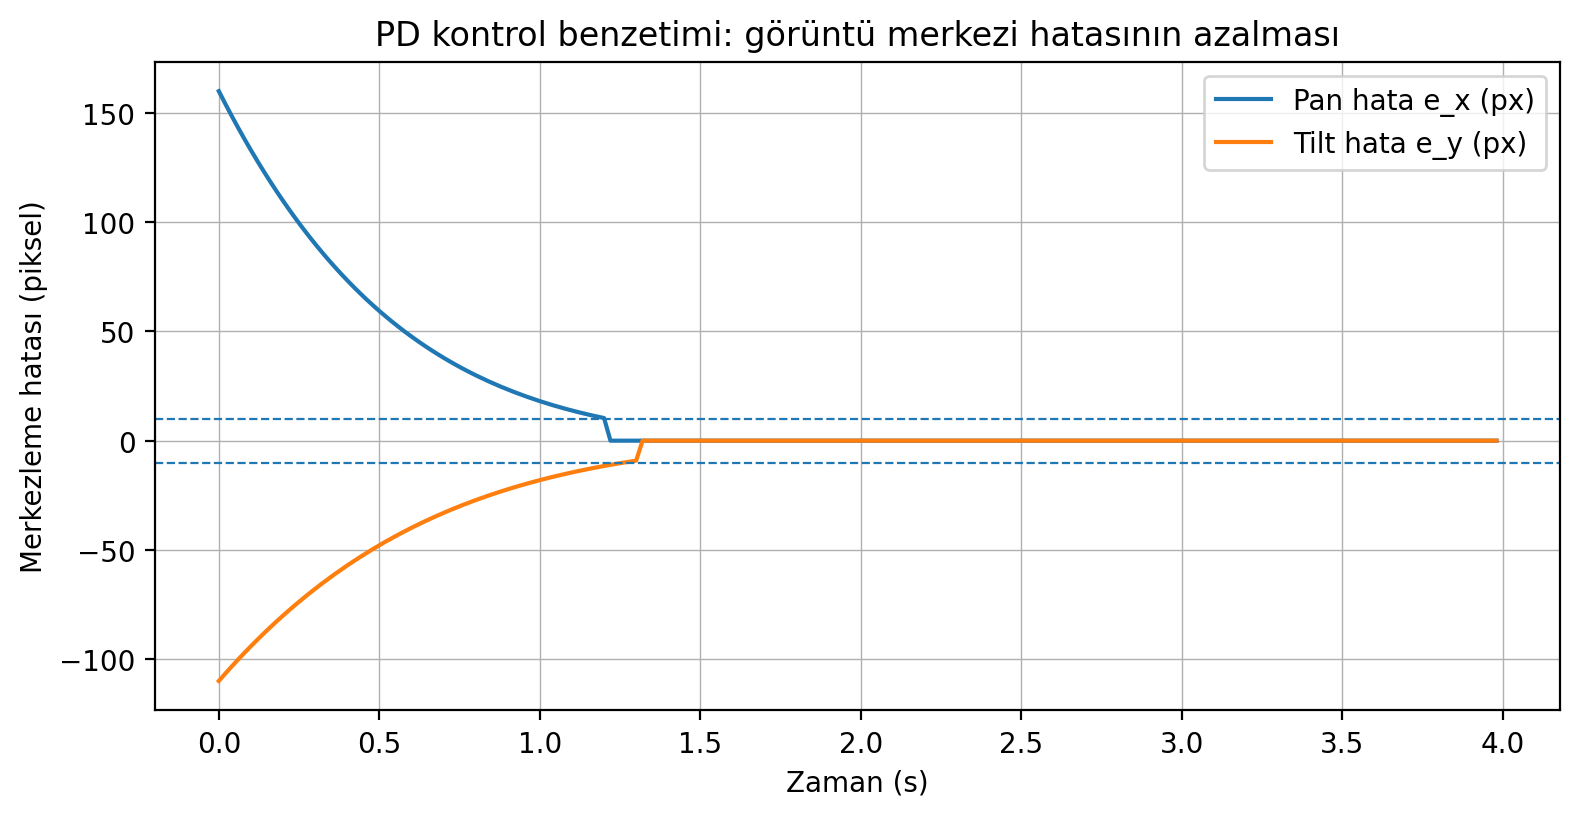 PD kontrol benzetimi: görüntü merkezi hatasının azalması
Pan hata e_x (px)
Tilt hata e_y (px)
Merkezleme hatası (piksel)
150
100
50
0
−50
−100
0.0 0.5 1.0 1.5 2.0 2.5 3.0 3.5 4.0
Zaman (s)